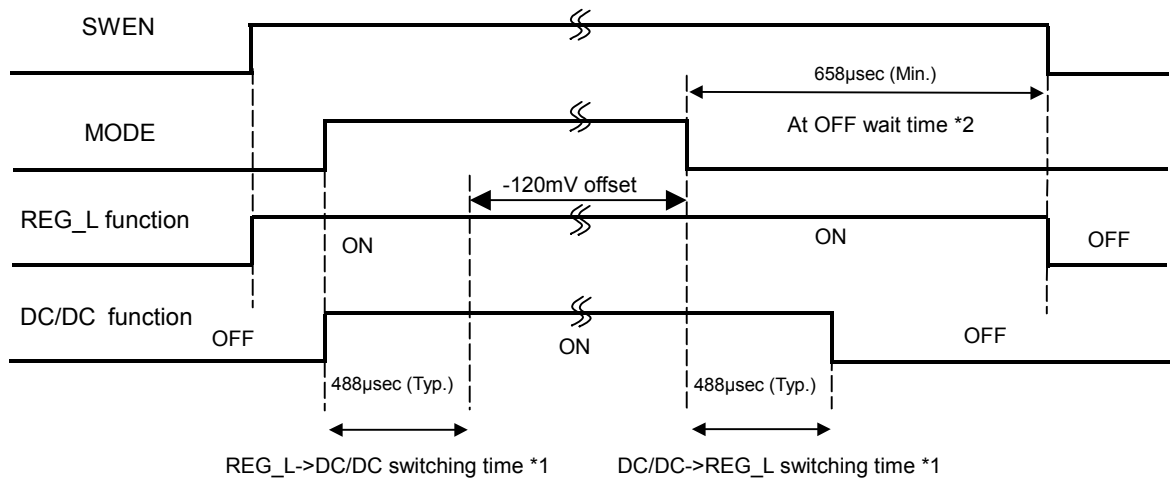 SWEN
658µsec (Min.)
MODE
At OFF wait time *2
-120mV offset
REG_L function
ON
ON
OFF
DC/DC function
OFF
ON
OFF
488µsec (Typ.)
488µsec (Typ.)
REG_L->DC/DC switching time *1
DC/DC->REG_L switching time *1